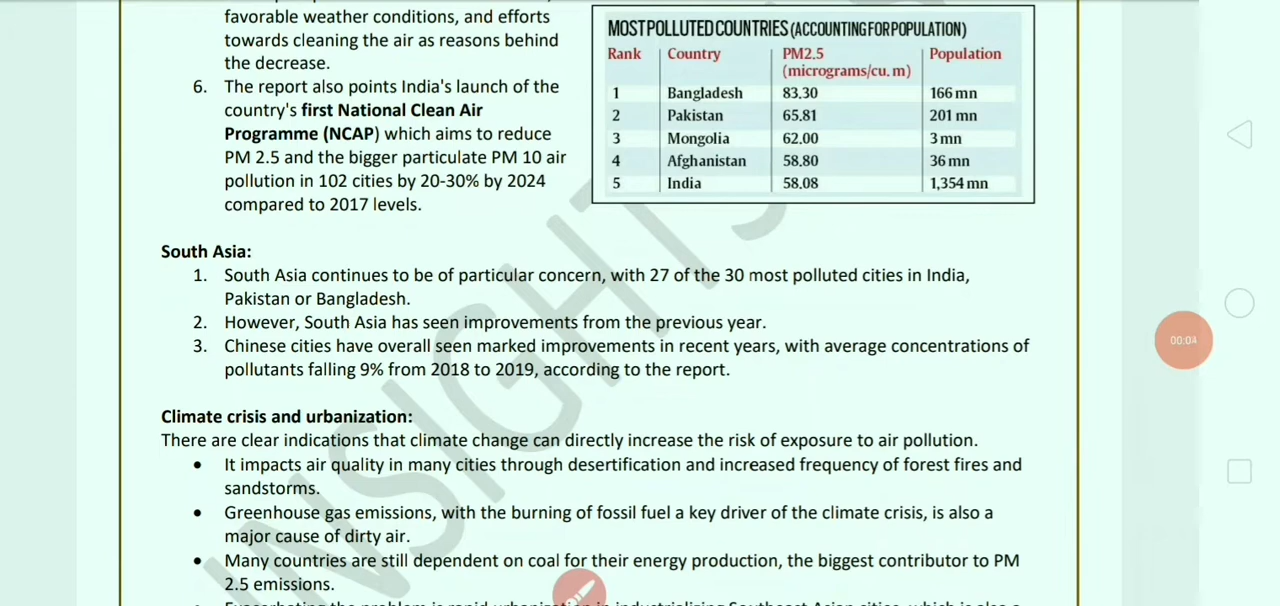 favorable weather conditions, and efforts
towards cleaning the air as reasons behind
the decrease.
6. The report also points India's launch of the
country's first National Clean Air
Programme (NCAP) which aims to reduce
PM 2.5 and the bigger particulate PM 10 air
pollution in 102 cities by 20-30% by 2024
compared to 2017 levels.
MOST POLLUTED COUNTRIES (ACCOUNTING FOR POPULATION)
Rank Country PM2.5 (micrograms/cu. m) Population
1 Bangladesh 83.30 166 mn
2 Pakistan 65.81 201 mn
3 Mongolia 62.00 3 mn
4 Afghanistan 58.80 36 mn
5 India 58.08 1,354 mn
South Asia:
1. South Asia continues to be of particular concern, with 27 of the 30 most polluted cities in India,
Pakistan or Bangladesh.
2. However, South Asia has seen improvements from the previous year.
3. Chinese cities have overall seen marked improvements in recent years, with average concentrations of
pollutants falling 9% from 2018 to 2019, according to the report.
Climate crisis and urbanization:
There are clear indications that climate change can directly increase the risk of exposure to air pollution.
• It impacts air quality in many cities through desertification and increased frequency of forest fires and
sandstorms.
• Greenhouse gas emissions, with the burning of fossil fuel a key driver of the climate crisis, is also a
major cause of dirty air.
• Many countries are still dependent on coal for their energy production, the biggest contributor to PM
2.5 emissions.
INSIGHTS
00:04